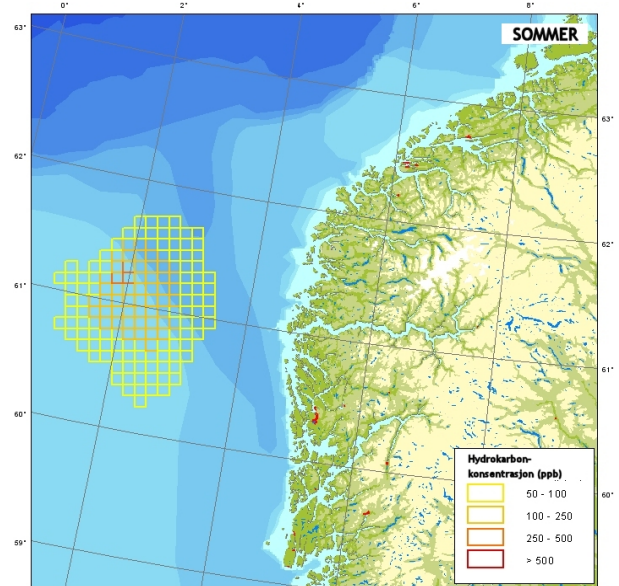 0° 2° 4° 6° 8°
63°
SOMMER
63°
62°
62°
61°
61°
60°
60°
59°
Hydrokarbon-
konsentrasjon (ppb)
50 - 100
100 - 250
250 - 500
> 500